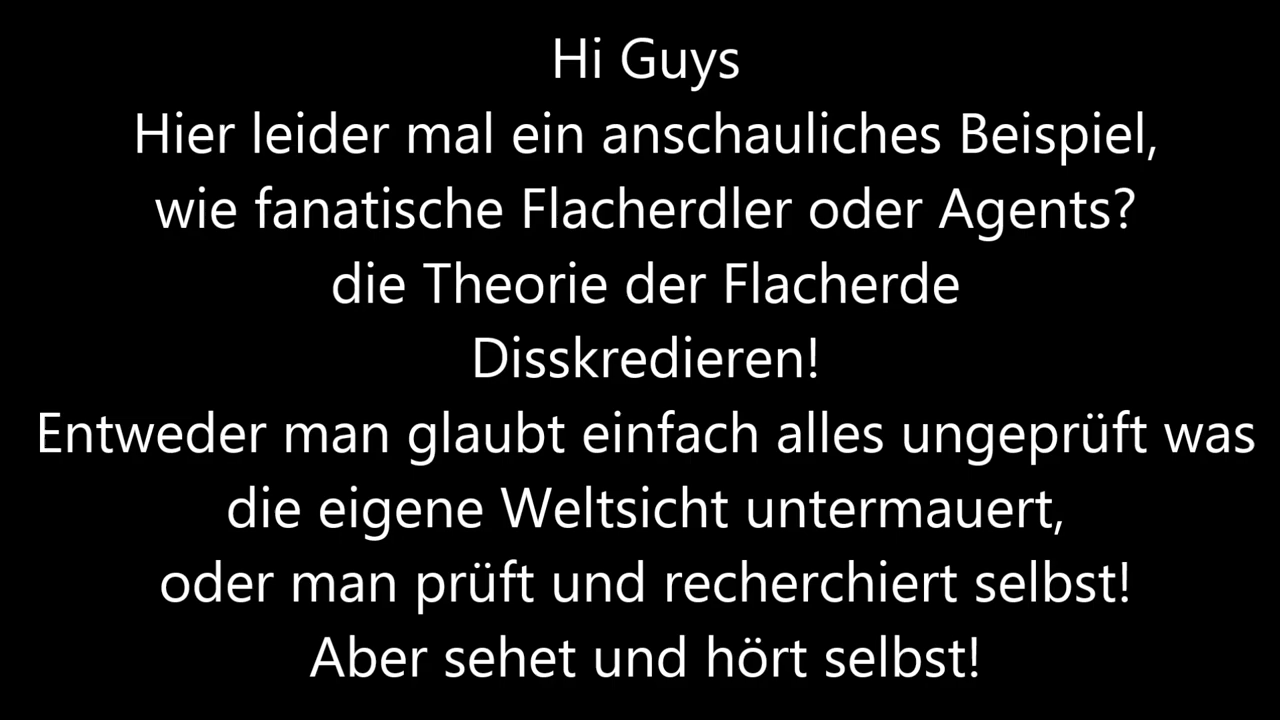 Hi Guys
Hier leider mal ein anschauliches Beispiel,
wie fanatische Flacherdler oder Agents?
die Theorie der Flacherde
Disskredieren!
Entweder man glaubt einfach alles ungeprüft was
die eigene Weltsicht untermauert,
oder man prüft und recherchiert selbst!
Aber sehet und hört selbst!